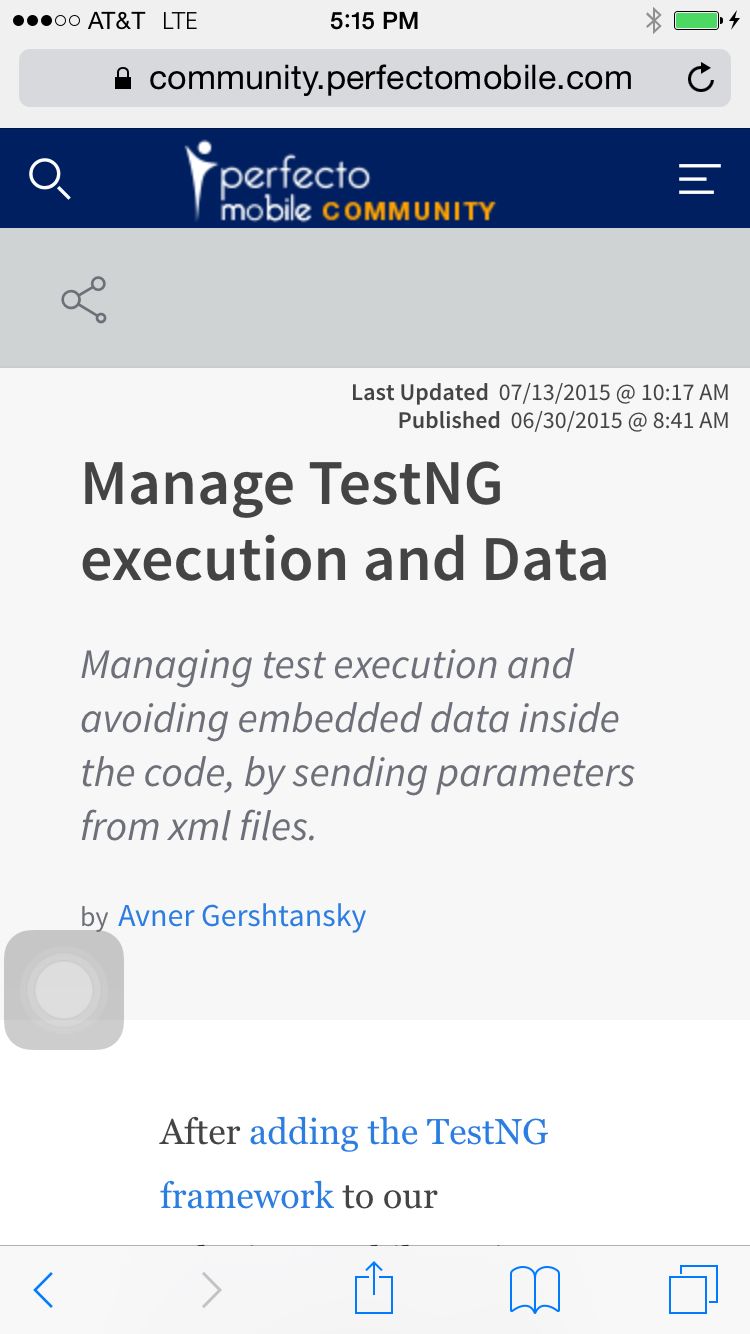 AT&T LTE 5:15 PM
community.perfectomobile.com
perfecto
mobile COMMUNITY
Last Updated 07/13/2015 @ 10:17 AM
Published 06/30/2015 @ 8:41 AM
Manage TestNG
execution and Data
Managing test execution and
avoiding embedded data inside
the code, by sending parameters
from xml files.
by Avner Gershtansky
After adding the TestNG
framework to our